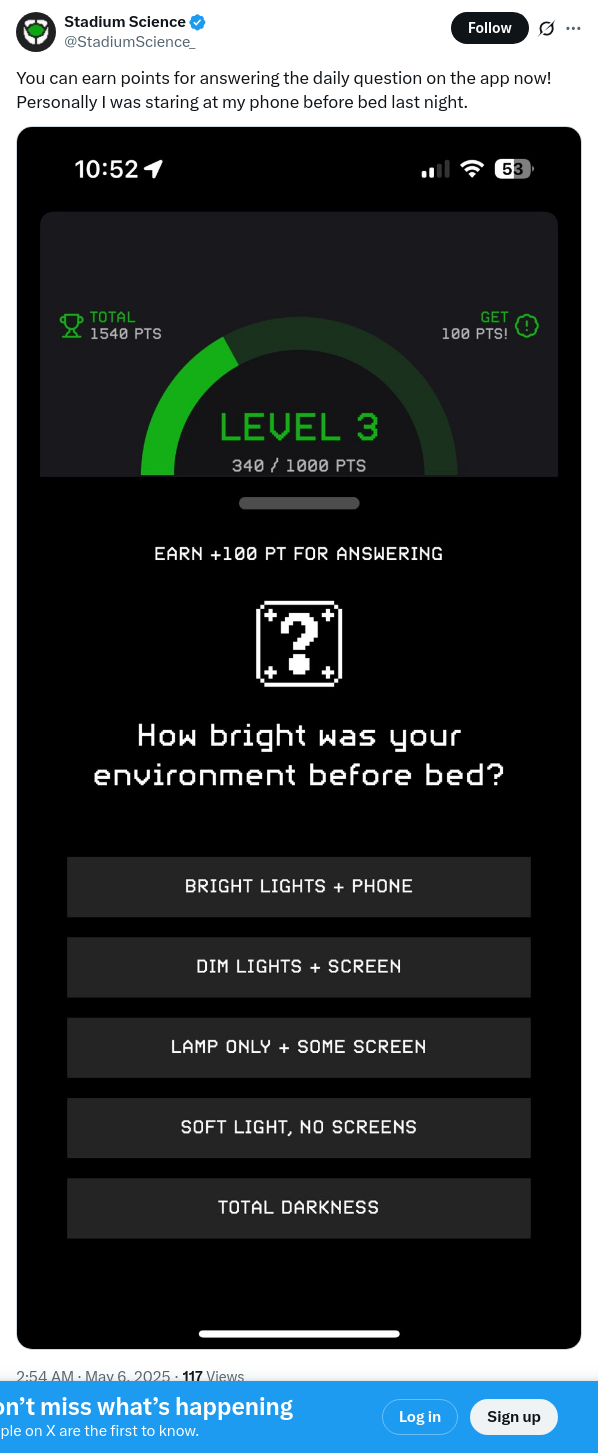 Stadium Science
@StadiumScience_
Follow
You can earn points for answering the daily question on the app now!
Personally I was staring at my phone before bed last night.
10:52
53
TOTAL
1540 PTS
GET
100 PTS!
LEVEL 3
340 / 1000 PTS
EARN +100 PT FOR ANSWERING
?
How bright was your
environment before bed?
BRIGHT LIGHTS + PHONE
DIM LIGHTS + SCREEN
LAMP ONLY + SOME SCREEN
SOFT LIGHT, NO SCREENS
TOTAL DARKNESS
2:54 AM · May 6, 2025 · 117 Views
on’t miss what’s happening
ple on X are the first to know.
Log in
Sign up